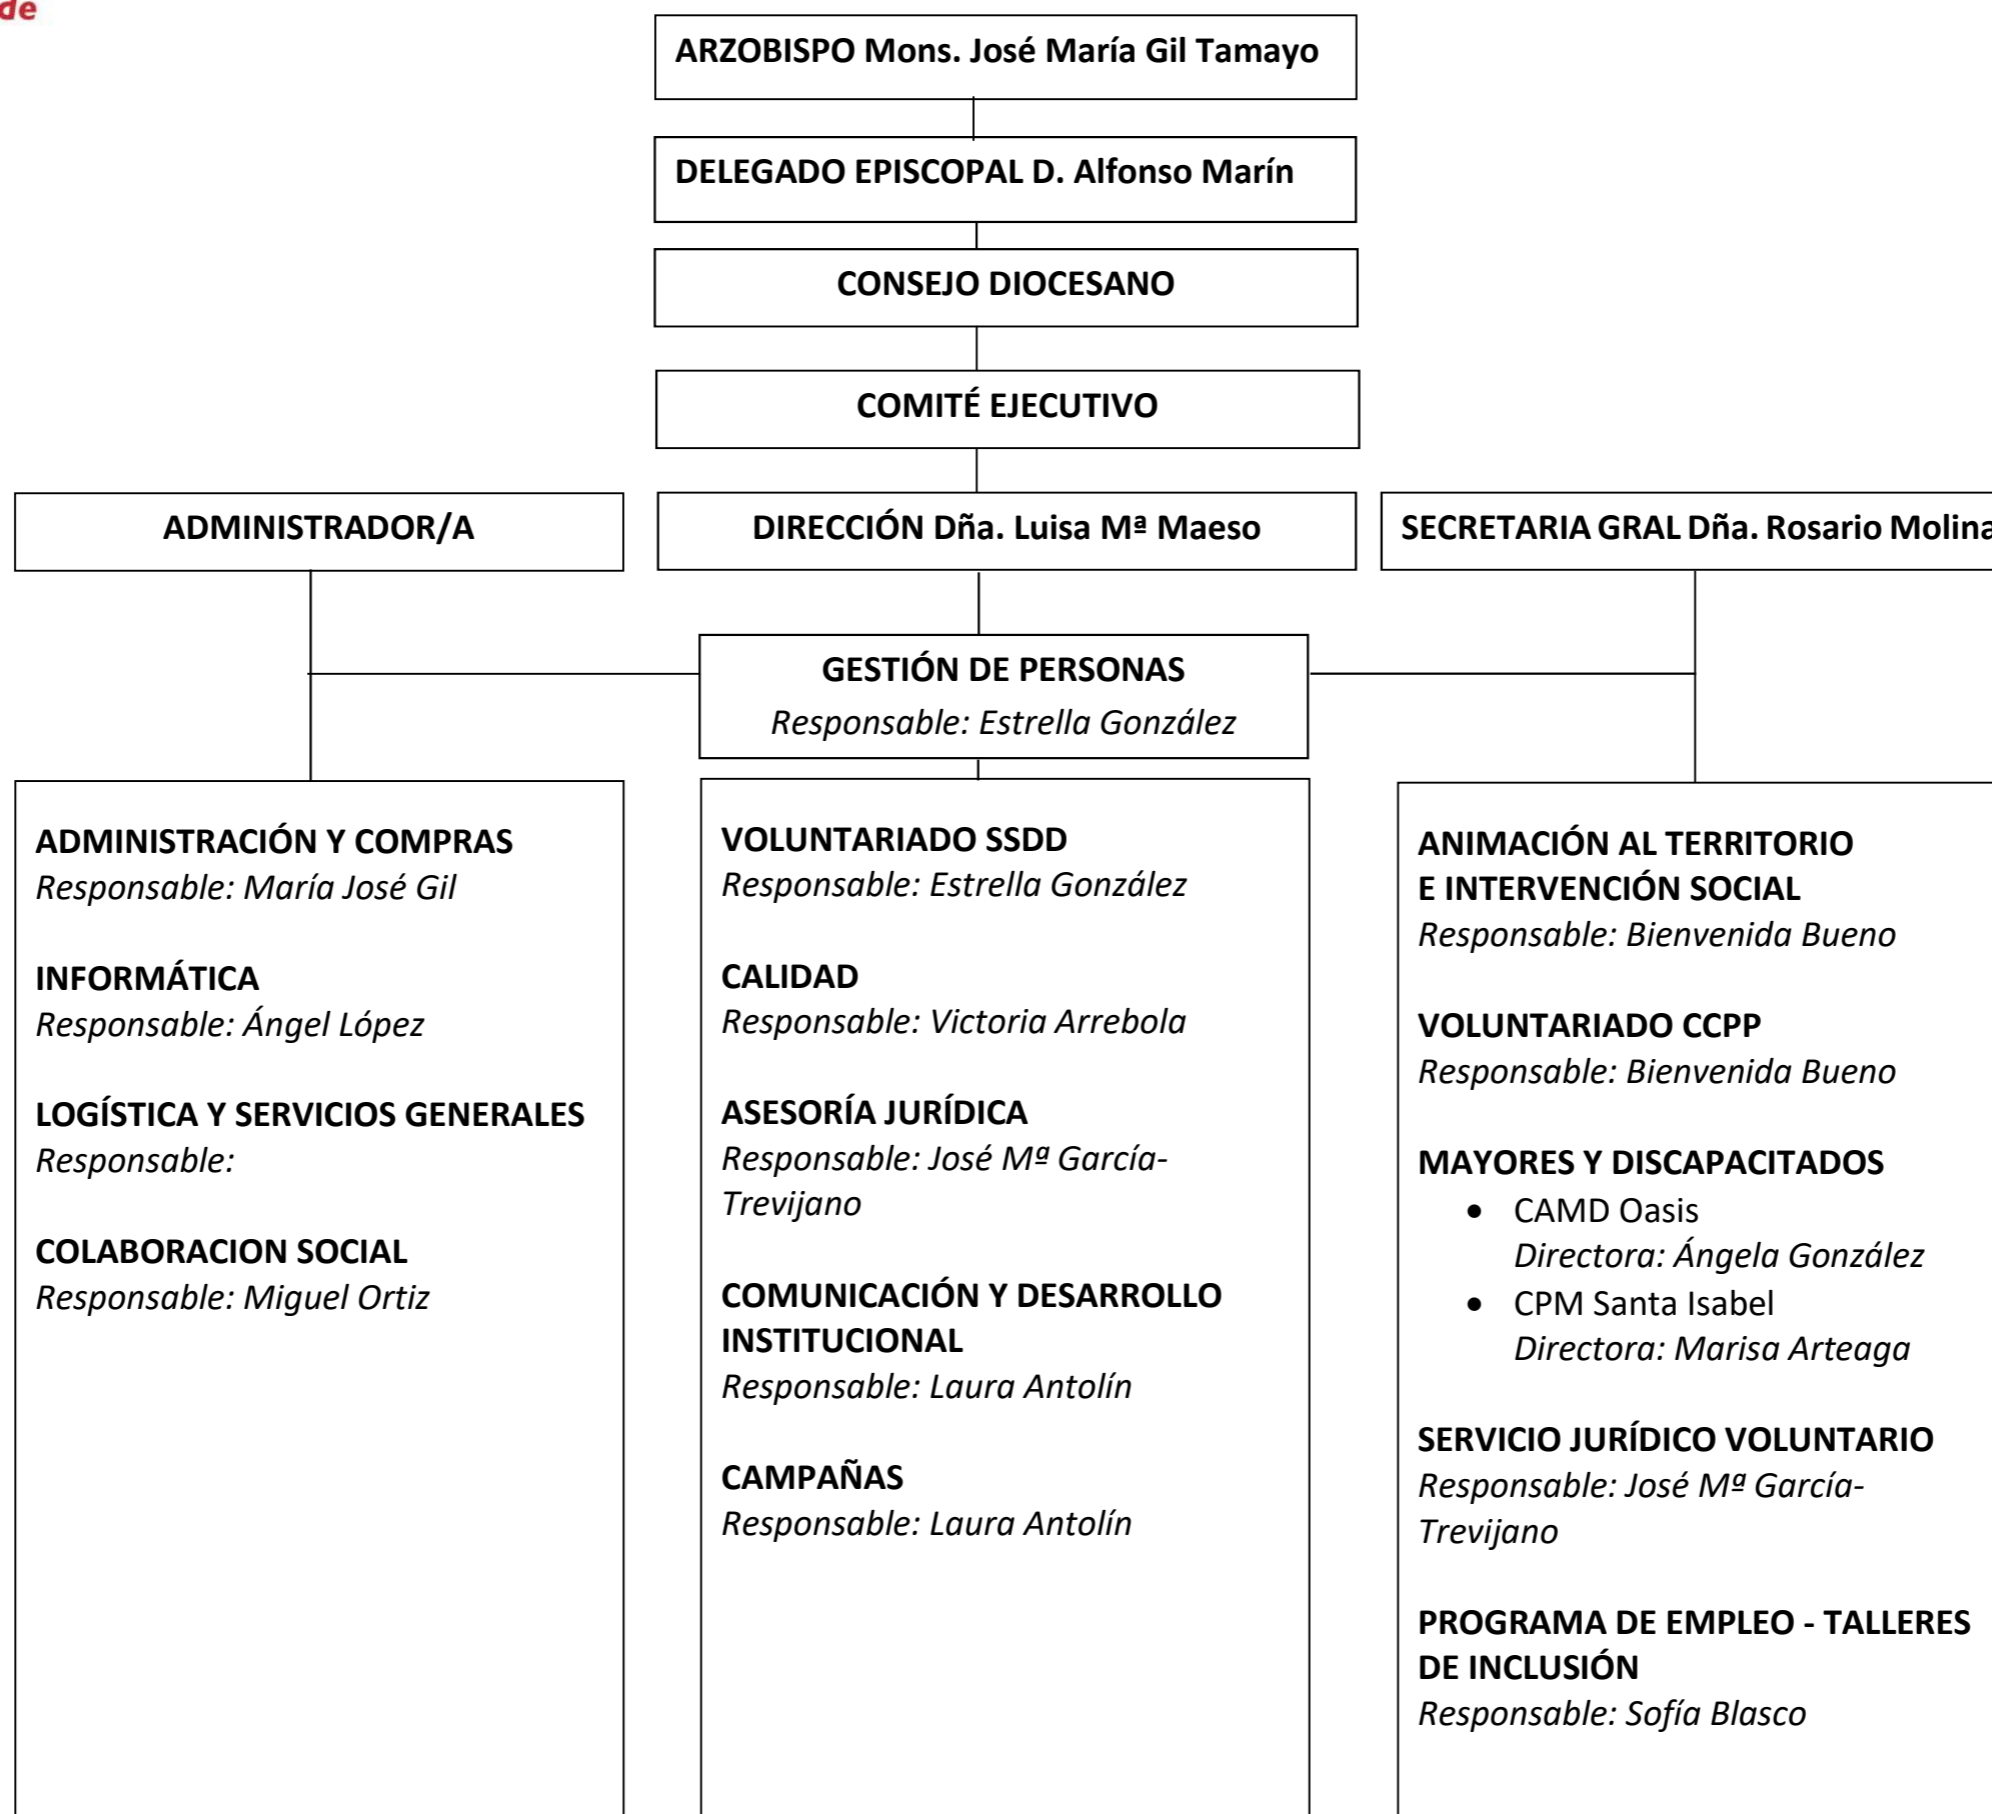 de
ARZOBISPO Mons. José María Gil Tamayo
DELEGADO EPISCOPAL D. Alfonso Marín
CONSEJO DIOCESANO
COMITÉ EJECUTIVO
ADMINISTRADOR/A
DIRECCIÓN Dña. Luisa Mª Maeso
SECRETARIA GRAL Dña. Rosario Molina
GESTIÓN DE PERSONAS
Responsable: Estrella González
ADMINISTRACIÓN Y COMPRAS
Responsable: María José Gil
INFORMÁTICA
Responsable: Ángel López
LOGÍSTICA Y SERVICIOS GENERALES
Responsable:
COLABORACION SOCIAL
Responsable: Miguel Ortiz
VOLUNTARIADO SSDD
Responsable: Estrella González
CALIDAD
Responsable: Victoria Arrebola
ASESORÍA JURÍDICA
Responsable: José Mª García-
Trevijano
COMUNICACIÓN Y DESARROLLO
INSTITUCIONAL
Responsable: Laura Antolín
CAMPAÑAS
Responsable: Laura Antolín
ANIMACIÓN AL TERRITORIO
E INTERVENCIÓN SOCIAL
Responsable: Bienvenida Bueno
VOLUNTARIADO CCPP
Responsable: Bienvenida Bueno
MAYORES Y DISCAPACITADOS
• CAMD Oasis
Directora: Ángela González
• CPM Santa Isabel
Directora: Marisa Arteaga
SERVICIO JURÍDICO VOLUNTARIO
Responsable: José Mª García-
Trevijano
PROGRAMA DE EMPLEO - TALLERES
DE INCLUSIÓN
Responsable: Sofía Blasco